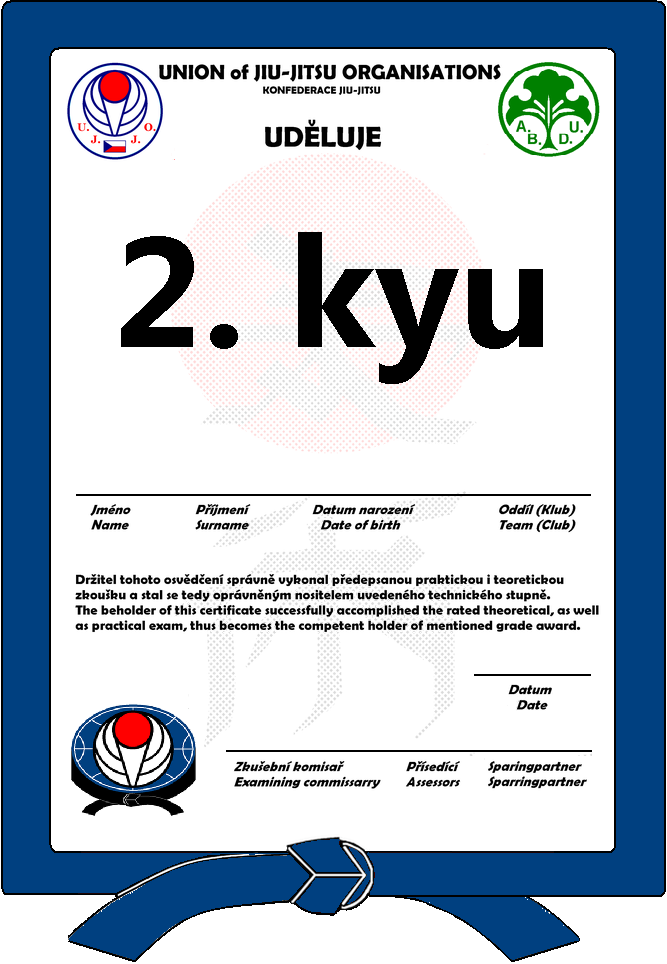 UNION of JIU-JITSU ORGANISATIONS
KONFEDERACE JIU-JITSU
U. O.
J. J.
A. U.
B. D.
UDĚLUJE
2. kyu
Jméno Příjmení Datum narození Oddíl (Klub)
Name Surname Date of birth Team (Club)
Držitel tohoto osvědčení správně vykonal předepsanou praktickou i teoretickou
zkoušku a stal se tedy oprávněným nositelem uvedeného technického stupně.
The beholder of this certificate successfully accomplished the rated theoretical, as well
as practical exam, thus becomes the competent holder of mentioned grade award.
Datum
Date
Zkušební komisař Přísedící Sparingpartner
Examining commissarry Assessors Sparringpartner